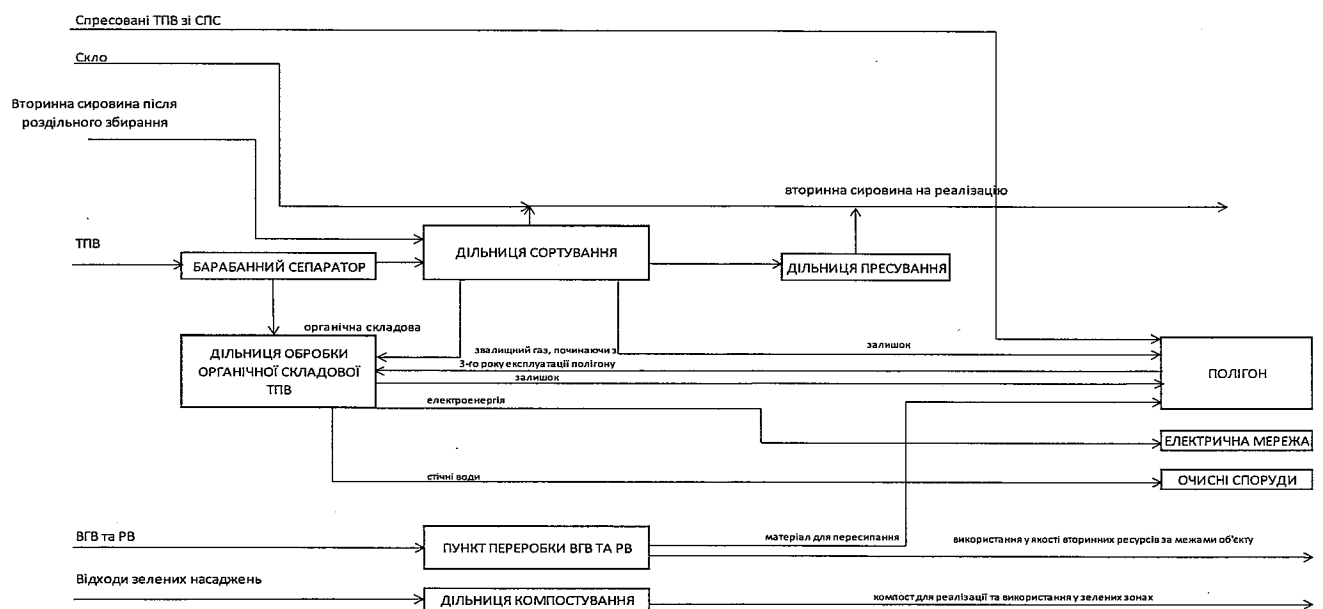 Спресовані ТПВ зі СПС
Скло
Вторинна сировина після
роздільного збирання
вторинна сировина на реалізацію
ТПВ
БАРАБАННИЙ СЕПАРАТОР
ДІЛЬНИЦЯ СОРТУВАННЯ
ДІЛЬНИЦЯ ПРЕСУВАННЯ
органічна складова
ДІЛЬНИЦЯ ОБРОБКИ
ОРГАНІЧНОЇ СКЛАДОВОЇ
ТПВ
звалищний газ, починаючи з
3-го року експлуатації полігону
залишок
залишок
ПОЛІГОН
електроенергія
ЕЛЕКТРИЧНА МЕРЕЖА
стічні води
ОЧИСНІ СПОРУДИ
ВГВ та РВ
ПУНКТ ПЕРЕРОБКИ ВГВ ТА РВ
матеріал для пересипання
використання у якості вторинних ресурсів за межами об'єкту
Відходи зелених насаджень
ДІЛЬНИЦЯ КОМПОСТУВАННЯ
компост для реалізації та використання у зелених зонах